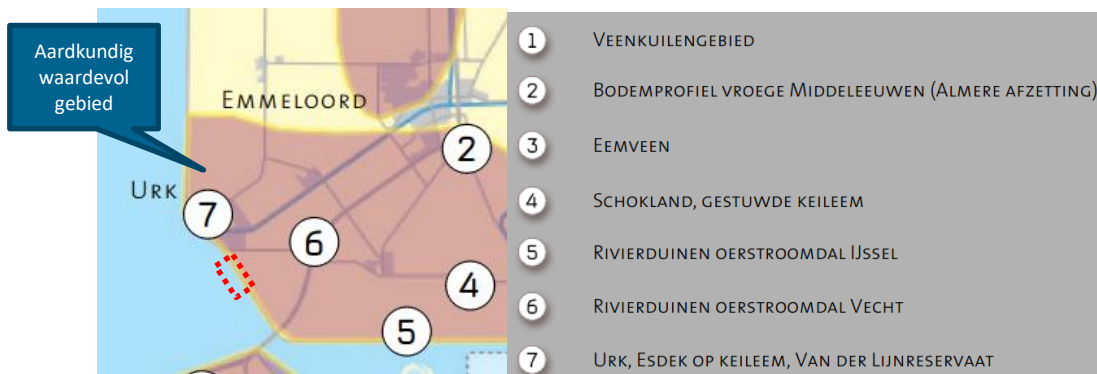 Aardkundig
waardevol
gebied
EMMELOORD
URK
2
7
6
4
5
1 VEENKUILENGEBIED
2 BODEMPROFIEL VROEGE MIDDELEEUWEN (ALMERE AFZETTING)
3 EEMVEEN
4 SCHOKLAND, GESTUWDE KEILEEM
5 RIVIERDUINEN OERSTROOMDAL IJSSEL
6 RIVIERDUINEN OERSTROOMDAL VECHT
7 URK, ESDEK OP KEILEEM, VAN DER LIJNRESERVAAT